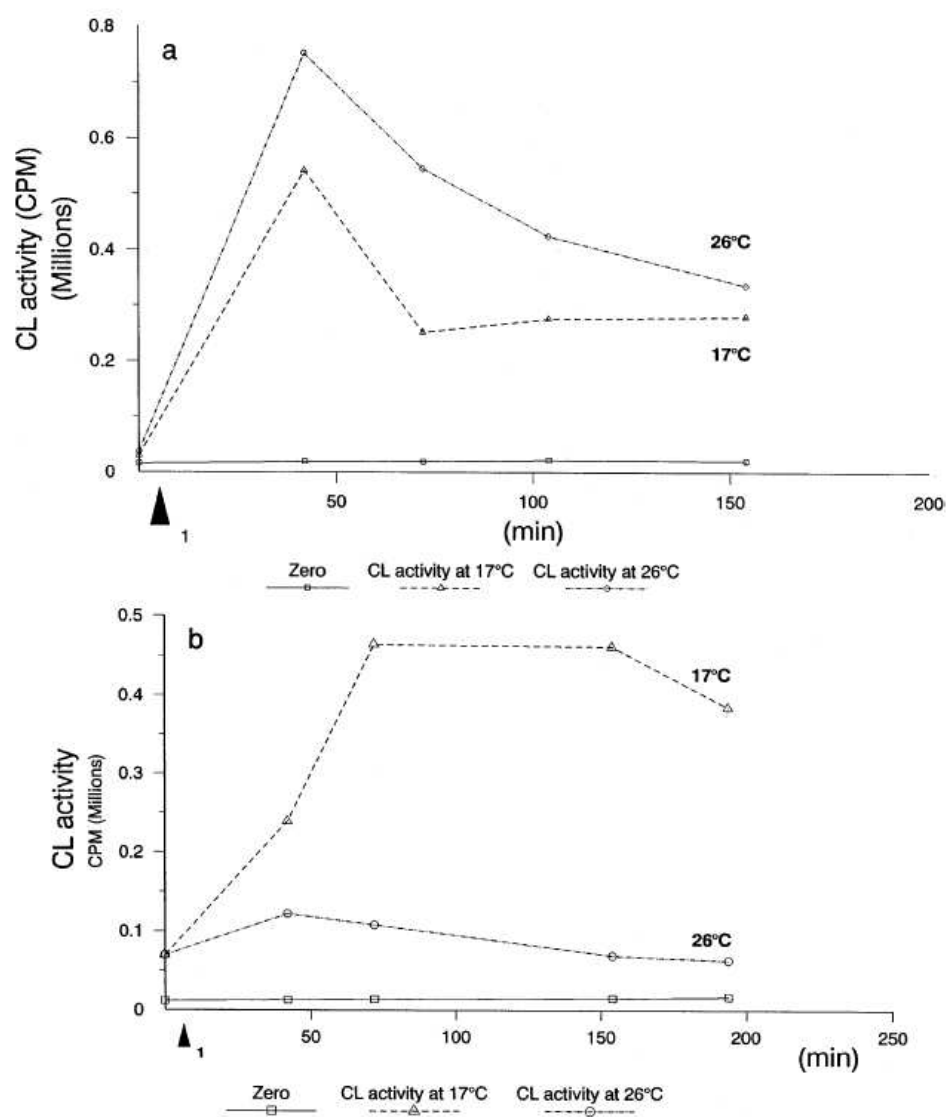 a
0.8
0.6
0.4
0.2
0
CL activity (CPM)
(Millions)
26°C
17°C
50
100
150
200
(min)
1
Zero
CL activity at 17°C
CL activity at 26°C
b
0.5
0.4
0.3
0.2
0.1
0
CL activity
CPM (Millions)
17°C
26°C
50
100
150
200
250
(min)
1
Zero
CL activity at 17°C
CL activity at 26°C